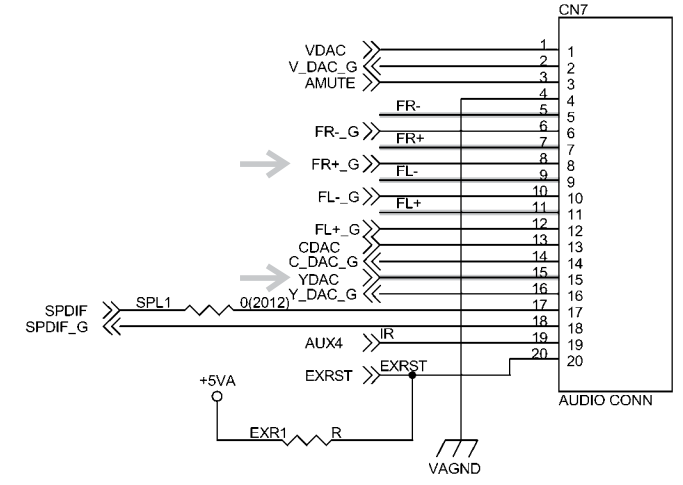 CN7
VDAC 1 1
V_DAC_G 2 2
AMUTE 3 3
4 4
FR- 5 5
FR-_G 6 6
FR+ 7 7
FR+_G 8 8
FL- 9 9
FL-_G 10 10
FL+ 11 11
FL+_G 12 12
CDAC 13 13
C_DAC_G 14 14
YDAC 15 15
Y_DAC_G 16 16
SPDIF SPL1 0(2012) 17 17
SPDIF_G 18 18
AUX4 IR 19 19
EXRST EXRST 20 20
+5VA
AUDIO CONN
EXR1 R
VAGND